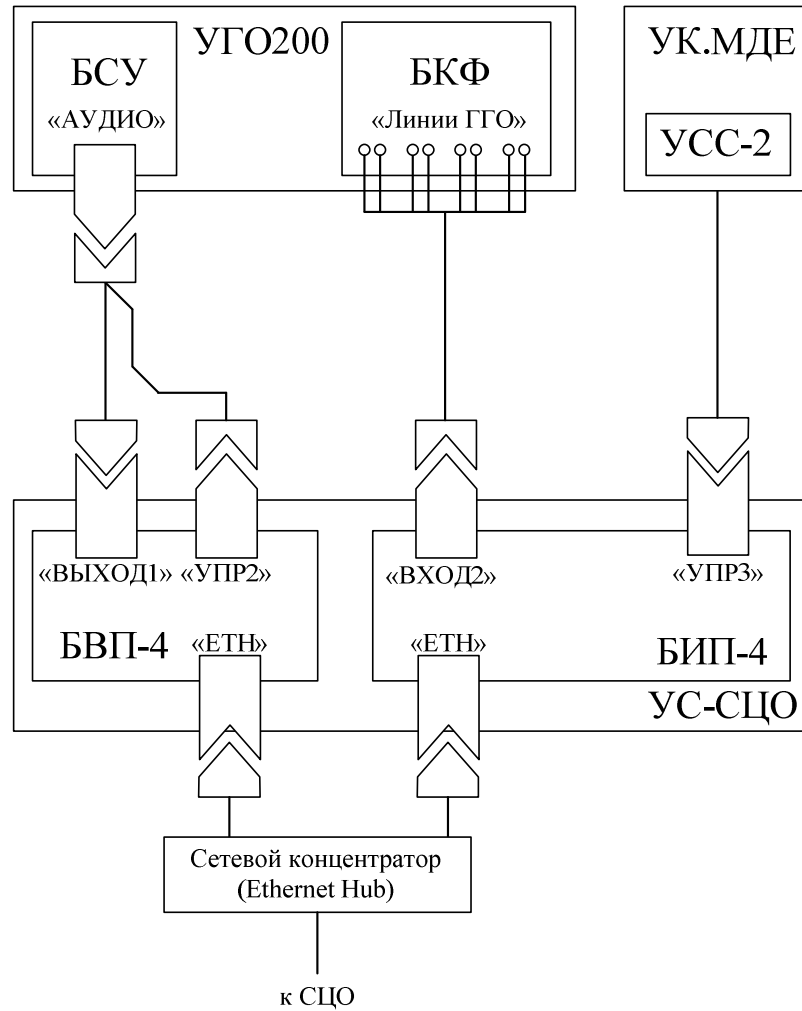 УГО200
УК.МДЕ
БСУ
«АУДИО»
БКФ
«Линии ГГО»
УСС-2
«ВЫХОД1»
«УПР2»
«ВХОД2»
«УПР3»
БВП-4
«ETH»
«ETH»
БИП-4
УС-СЦО
Сетевой концентратор
(Ethernet Hub)
к СЦО